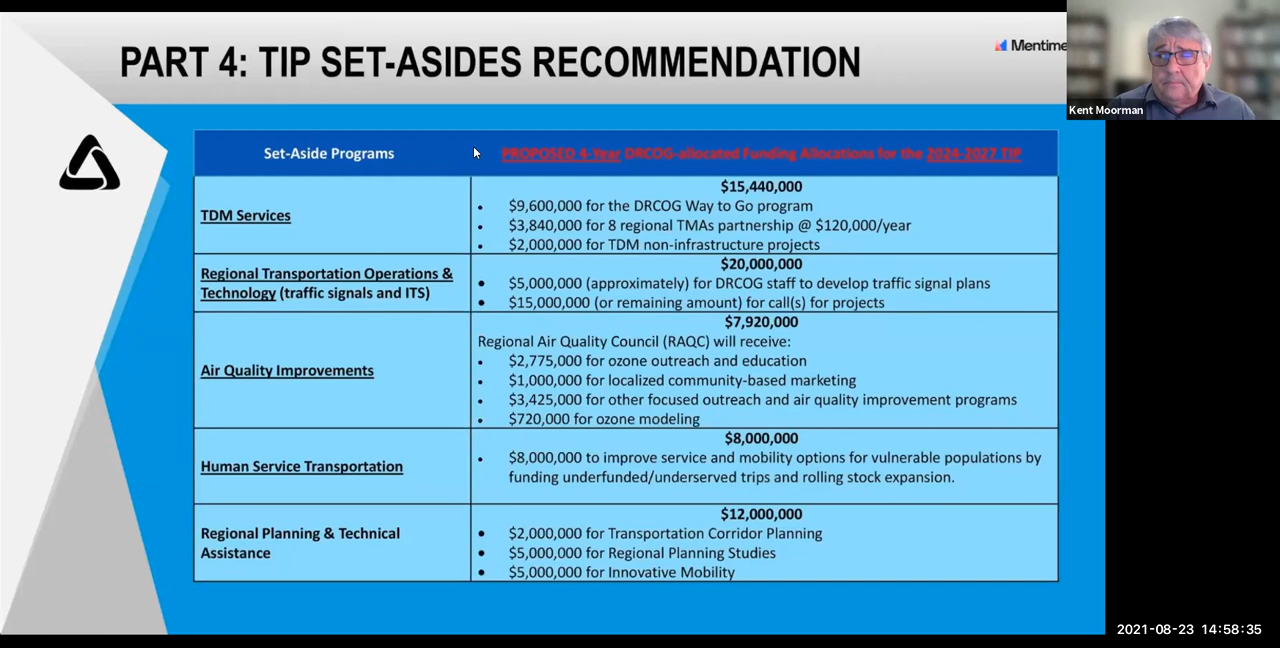 PART 4: TIP SET-ASIDES RECOMMENDATION
Mentime
Kent Moorman
Set-Aside Programs
PROPOSED 4-Year DRCOG-allocated Funding Allocations for the 2024-2027 TIP
TDM Services
$15,440,000
• $9,600,000 for the DRCOG Way to Go program
• $3,840,000 for 8 regional TMAs partnership @ $120,000/year
• $2,000,000 for TDM non-infrastructure projects
Regional Transportation Operations &
Technology (traffic signals and ITS)
$20,000,000
• $5,000,000 (approximately) for DRCOG staff to develop traffic signal plans
• $15,000,000 (or remaining amount) for call(s) for projects
Air Quality Improvements
$7,920,000
Regional Air Quality Council (RAQC) will receive:
• $2,775,000 for ozone outreach and education
• $1,000,000 for localized community-based marketing
• $3,425,000 for other focused outreach and air quality improvement programs
• $720,000 for ozone modeling
Human Service Transportation
$8,000,000
• $8,000,000 to improve service and mobility options for vulnerable populations by
funding underfunded/underserved trips and rolling stock expansion.
Regional Planning & Technical
Assistance
$12,000,000
• $2,000,000 for Transportation Corridor Planning
• $5,000,000 for Regional Planning Studies
• $5,000,000 for Innovative Mobility
2021-08-23 14:58:35